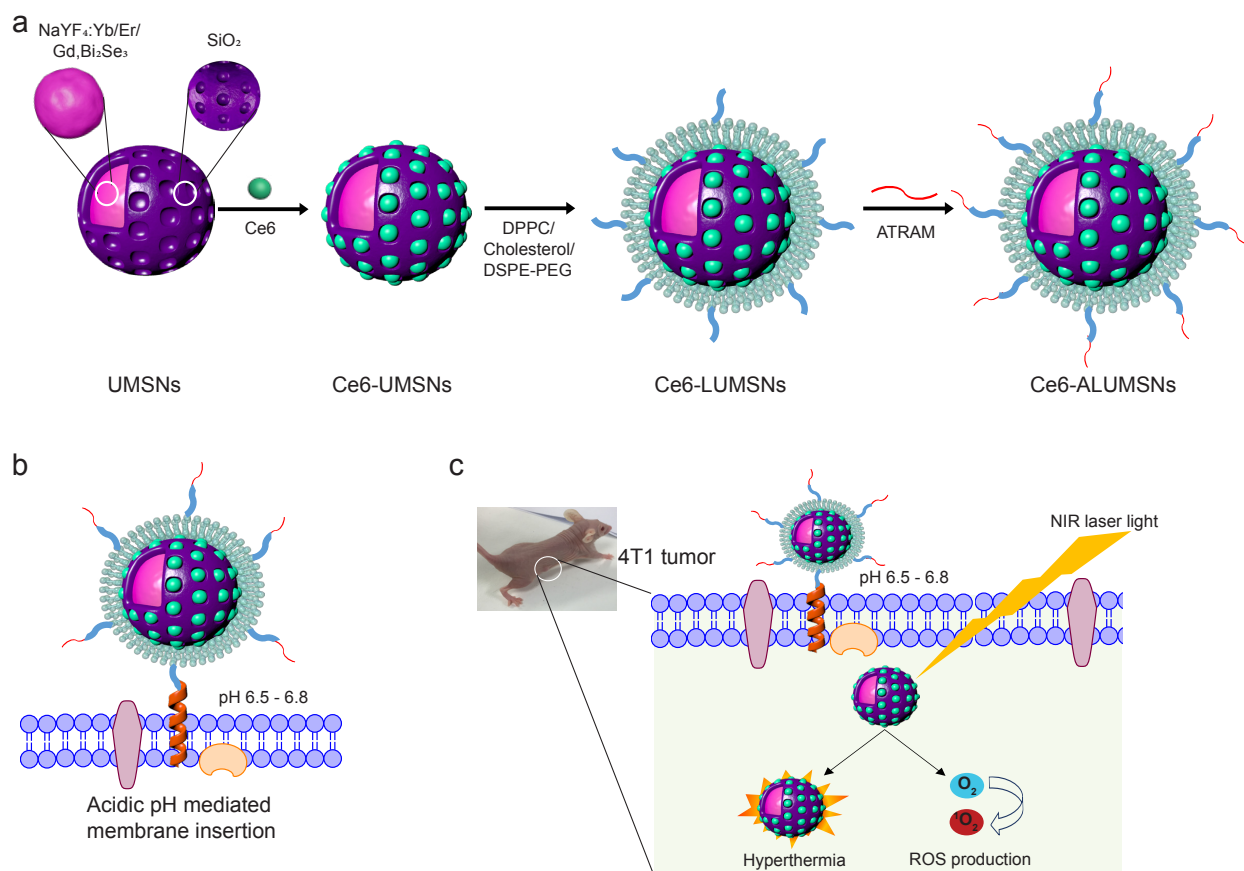 a
NaYF₄:Yb/Er/
Gd,Bi₂Se₃
SiO₂
Ce6
DPPC/
Cholesterol/
DSPE-PEG
ATRAM
UMSNs
Ce6-UMSNs
Ce6-LUMSNs
Ce6-ALUMSNs
b
pH 6.5 - 6.8
Acidic pH mediated
membrane insertion
c
4T1 tumor
NIR laser light
pH 6.5 - 6.8
O₂
¹O₂
Hyperthermia
ROS production